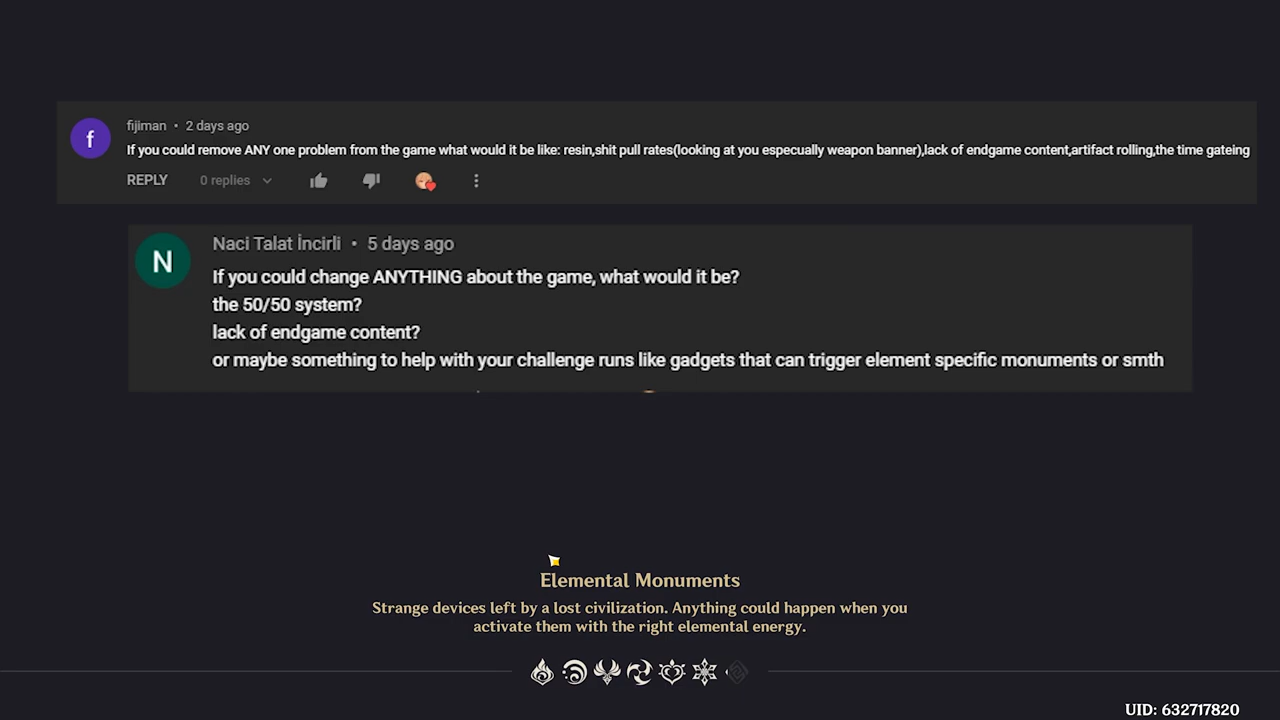 f
fijiman • 2 days ago
If you could remove ANY one problem from the game what would it be like: resin,shit pull rates(looking at you especually weapon banner),lack of endgame content,artifact rolling,the time gateing
REPLY 0 replies
N
Naci Talat İncirli • 5 days ago
If you could change ANYTHING about the game, what would it be?
the 50/50 system?
lack of endgame content?
or maybe something to help with your challenge runs like gadgets that can trigger element specific monuments or smth
Elemental Monuments
Strange devices left by a lost civilization. Anything could happen when you
activate them with the right elemental energy.
UID: 632717820